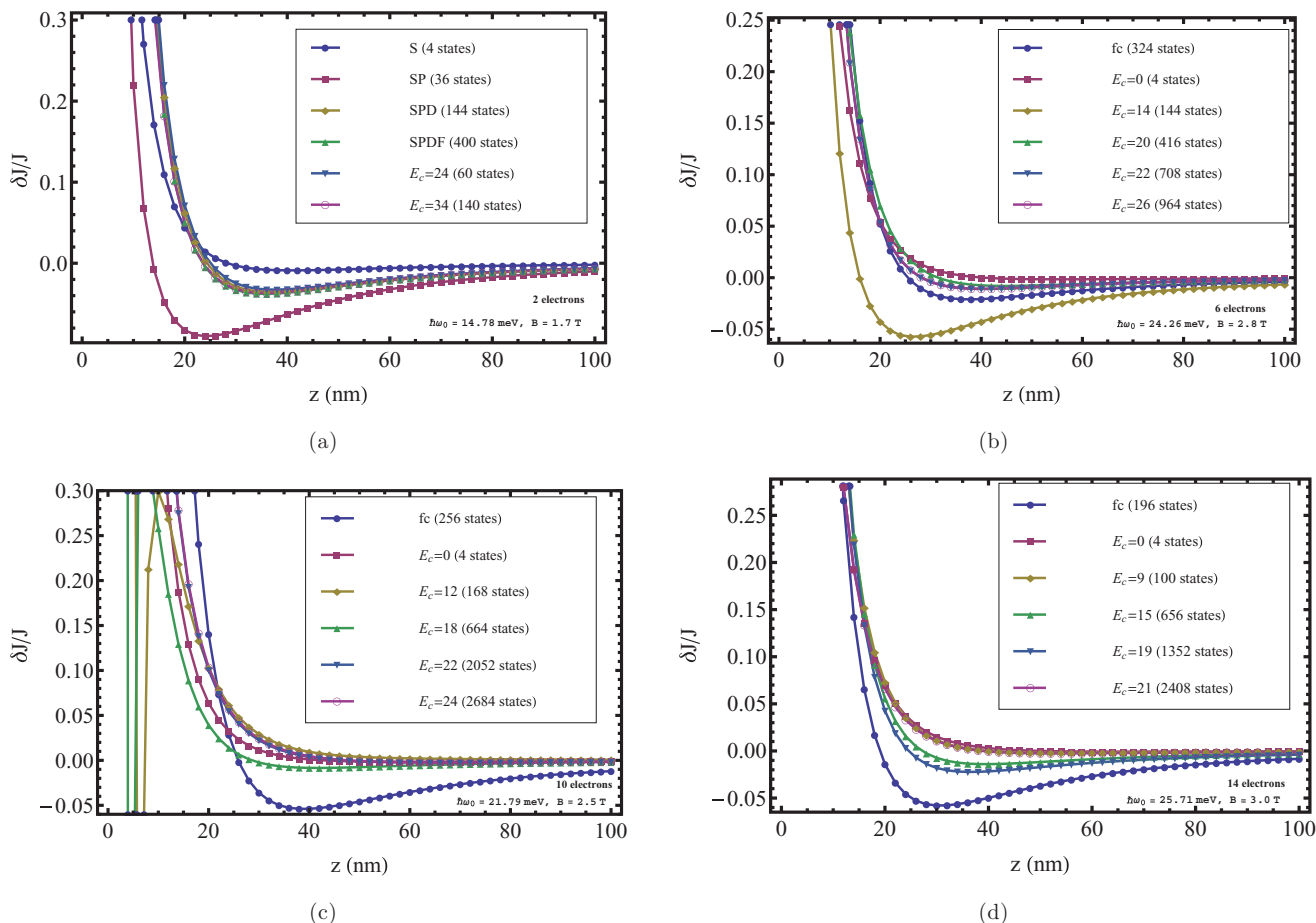 δJ/J
0.3
0.2
0.1
0.0
0
20
40
60
80
100
z (nm)
S (4 states)
SP (36 states)
SPD (144 states)
SPDF (400 states)
E_c=24 (60 states)
E_c=34 (140 states)
2 electrons
ħω₀ = 14.78 meV, B = 1.7 T
(a)
δJ/J
0.25
0.20
0.15
0.10
0.05
0.00
−0.05
0
20
40
60
80
100
z (nm)
fc (324 states)
E_c=0 (4 states)
E_c=14 (144 states)
E_c=20 (416 states)
E_c=22 (708 states)
E_c=26 (964 states)
6 electrons
ħω₀ = 24.26 meV, B = 2.8 T
(b)
δJ/J
0.30
0.25
0.20
0.15
0.10
0.05
0.00
−0.05
0
20
40
60
80
100
z (nm)
fc (256 states)
E_c=0 (4 states)
E_c=12 (168 states)
E_c=18 (664 states)
E_c=22 (2052 states)
E_c=24 (2684 states)
10 electrons
ħω₀ = 21.79 meV, B = 2.5 T
(c)
δJ/J
0.25
0.20
0.15
0.10
0.05
0.00
−0.05
0
20
40
60
80
100
z (nm)
fc (196 states)
E_c=0 (4 states)
E_c=9 (100 states)
E_c=15 (656 states)
E_c=19 (1352 states)
E_c=21 (2408 states)
14 electrons
ħω₀ = 25.71 meV, B = 3.0 T
(d)